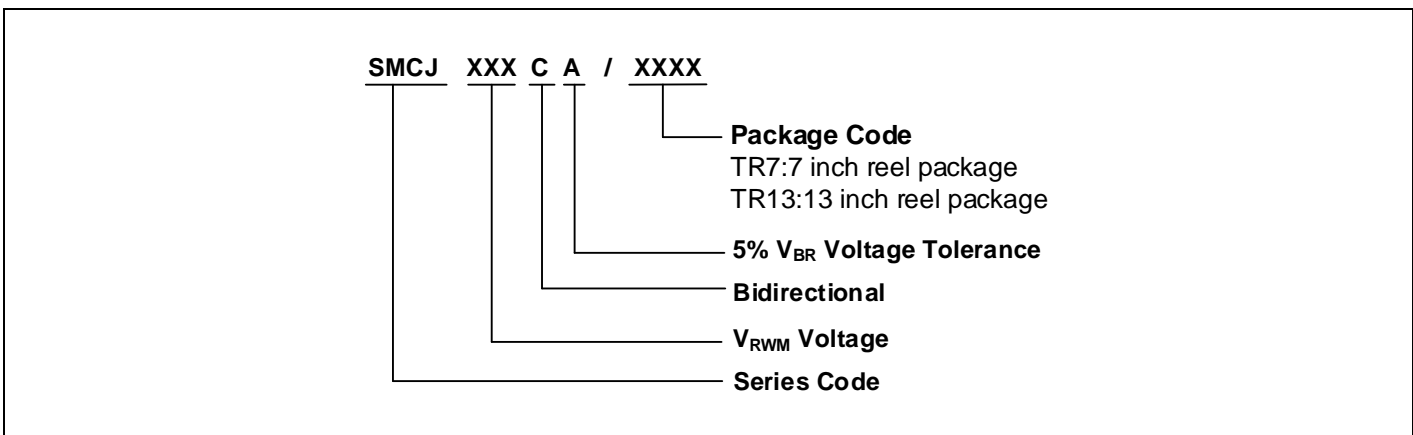 SMCJ XXX C A / XXXX
Package Code
TR7:7 inch reel package
TR13:13 inch reel package
5% VBR Voltage Tolerance
Bidirectional
VRWM Voltage
Series Code